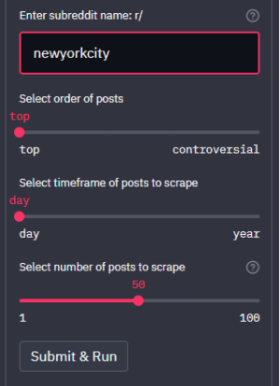 Enter subreddit name: r/
newyorkcity
Select order of posts
top
top controversial
Select timeframe of posts to scrape
day
day year
Select number of posts to scrape
50
1 100
Submit & Run